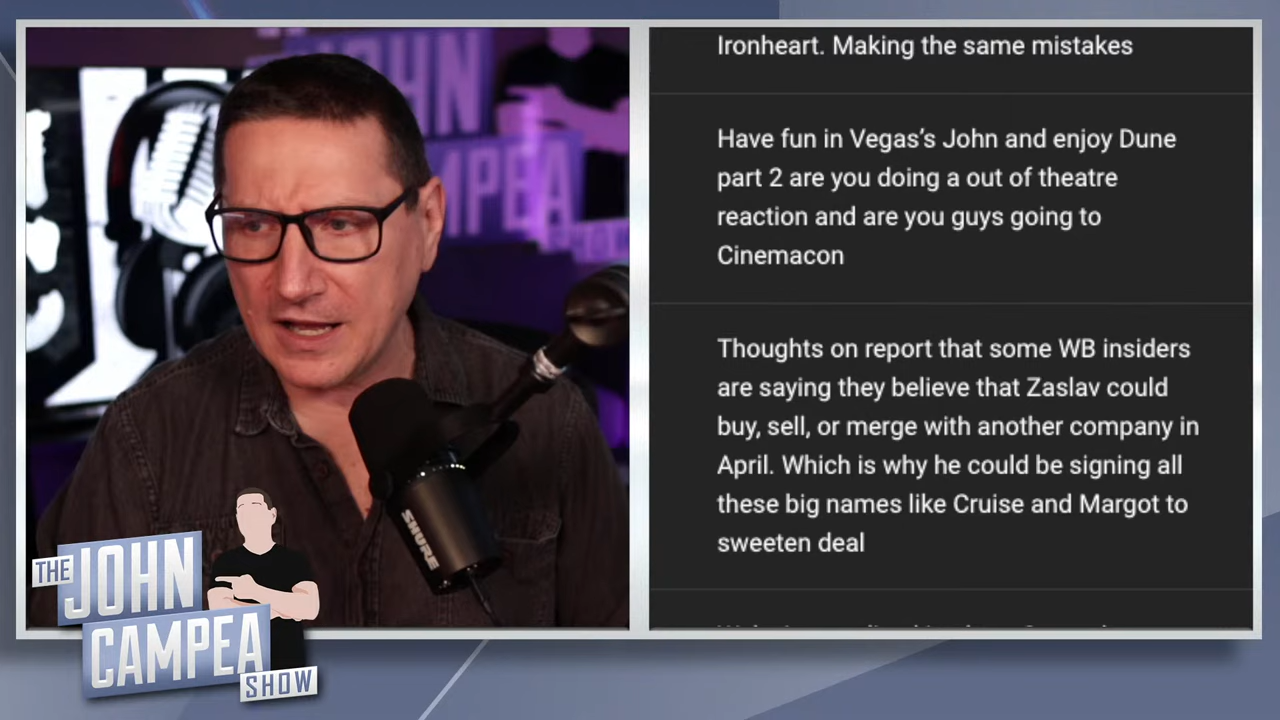 Ironheart. Making the same mistakes
Have fun in Vegas’s John and enjoy Dune
part 2 are you doing a out of theatre
reaction and are you guys going to
Cinemacon
Thoughts on report that some WB insiders
are saying they believe that Zaslav could
buy, sell, or merge with another company in
April. Which is why he could be signing all
these big names like Cruise and Margot to
sweeten deal
SHURE
THE
JOHN
CAMPEA
SHOW